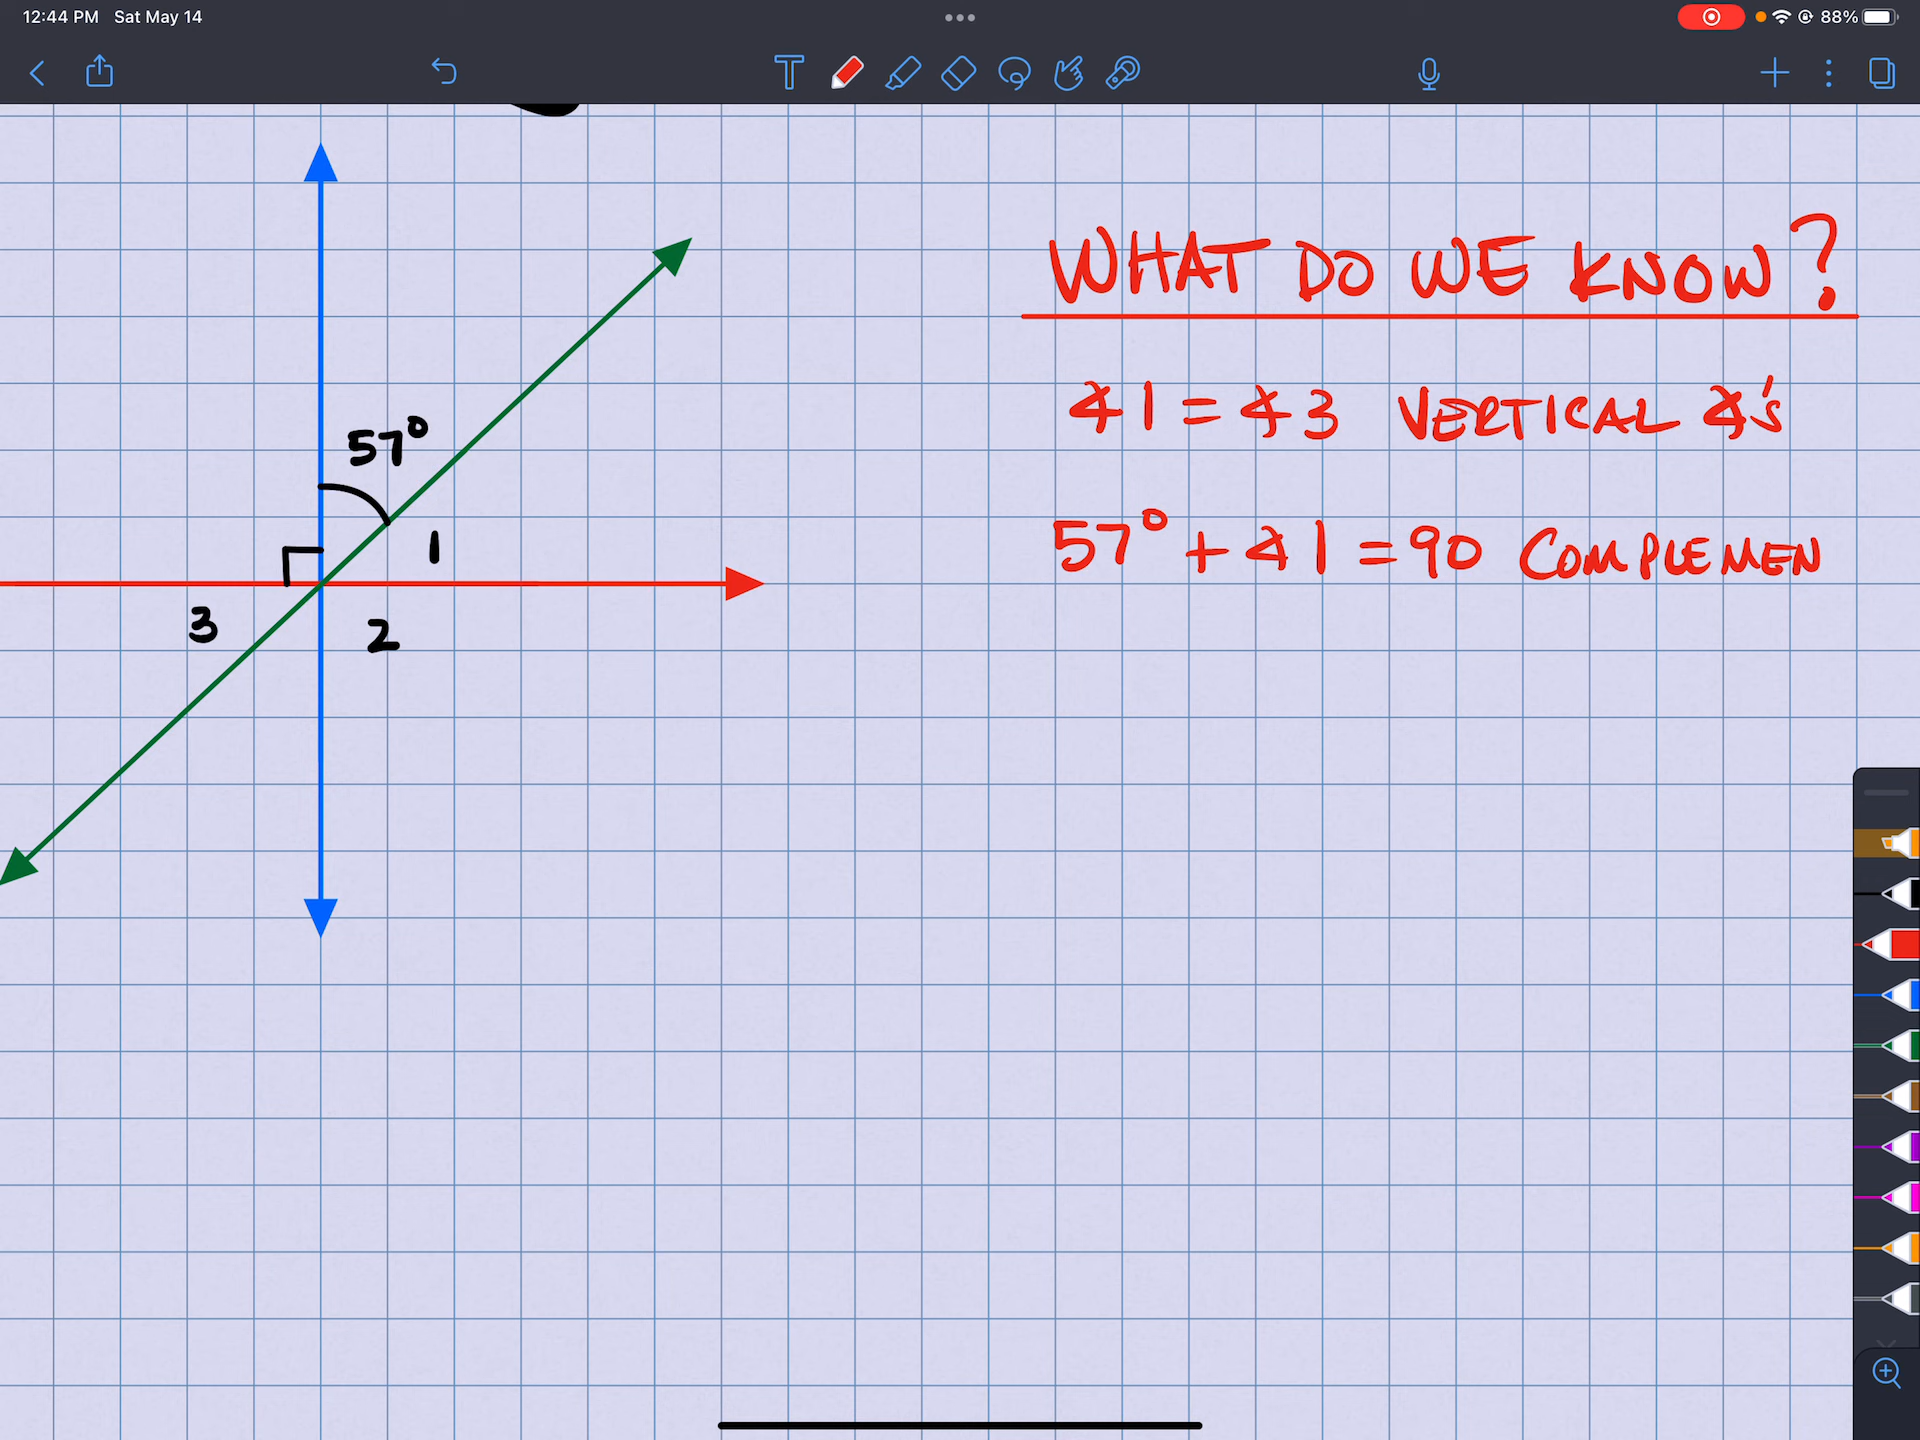 12:44 PM Sat May 14
88%
WHAT DO WE KNOW?
57°
∡1 = ∡3 VERTICAL ∡'s
1
57° + ∡1 = 90 COMPLEMEN
3
2